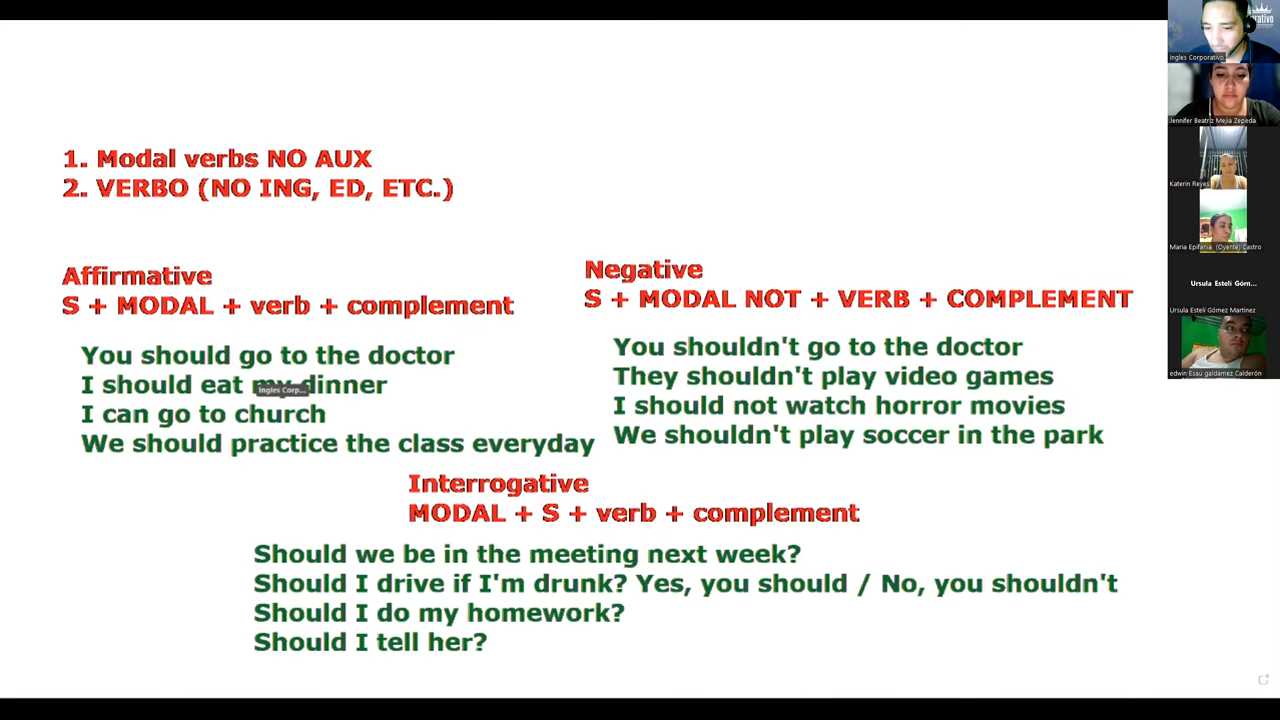 1. Modal verbs NO AUX
2. VERBO (NO ING, ED, ETC.)
Affirmative
S + MODAL + verb + complement
You should go to the doctor
I should eat my dinner
Ingles Corp...
I can go to church
We should practice the class everyday
Negative
S + MODAL NOT + VERB + COMPLEMENT
You shouldn't go to the doctor
They shouldn't play video games
I should not watch horror movies
We shouldn't play soccer in the park
Interrogative
MODAL + S + verb + complement
Should we be in the meeting next week?
Should I drive if I'm drunk? Yes, you should / No, you shouldn't
Should I do my homework?
Should I tell her?
Ingles Corporativo
Jennifer Beatriz Mejia Zepeda
Katerin Reyes
Maria Epifania (Oyente) Castro
Ursula Estelí Góm...
Ursula Estelí Gómez Martinez
edwin Esaú galdamez Calderón